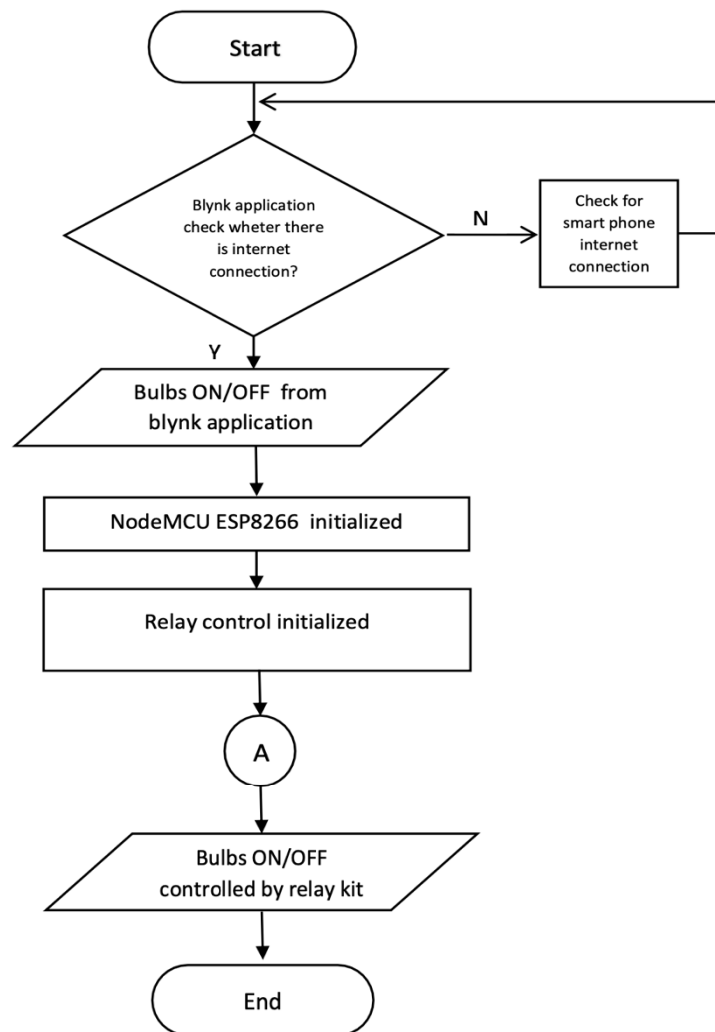 Start
Blynk application
check wheter there
is internet
connection?
N
Check for
smart phone
internet
connection
Y
Bulbs ON/OFF from
blynk application
NodeMCU ESP8266 initialized
Relay control initialized
A
Bulbs ON/OFF
controlled by relay kit
End